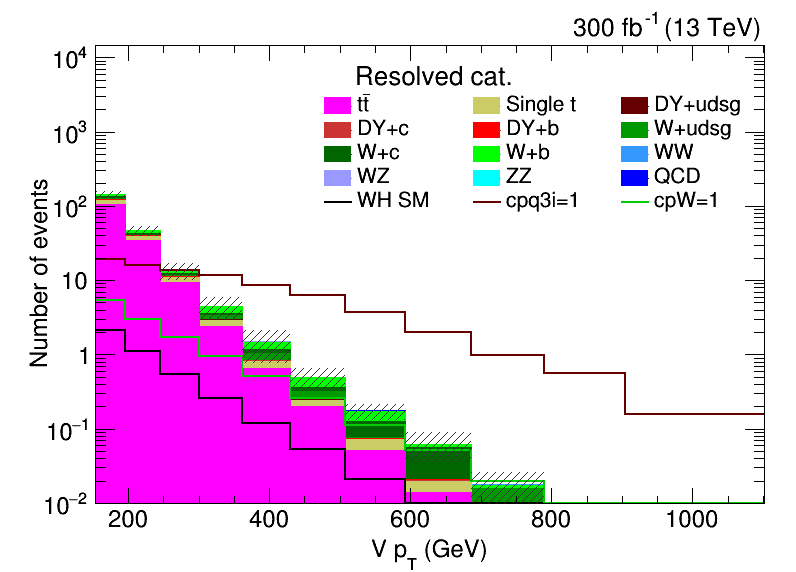 300 fb⁻¹ (13 TeV)
Resolved cat.
tt̄ Single t DY+udsg
DY+c DY+b W+udsg
W+c W+b WW
WZ ZZ QCD
WH SM cpq3i=1 cpW=1
Number of events
10⁴
10³
10²
10
1
10⁻¹
10⁻²
200 400 600 800 1000
V p_T (GeV)